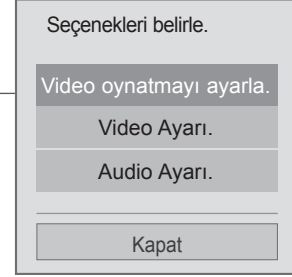 Seçenekleri belirle.
Video oynatmayı ayarla.
Video Ayarı.
Audio Ayarı.
Kapat